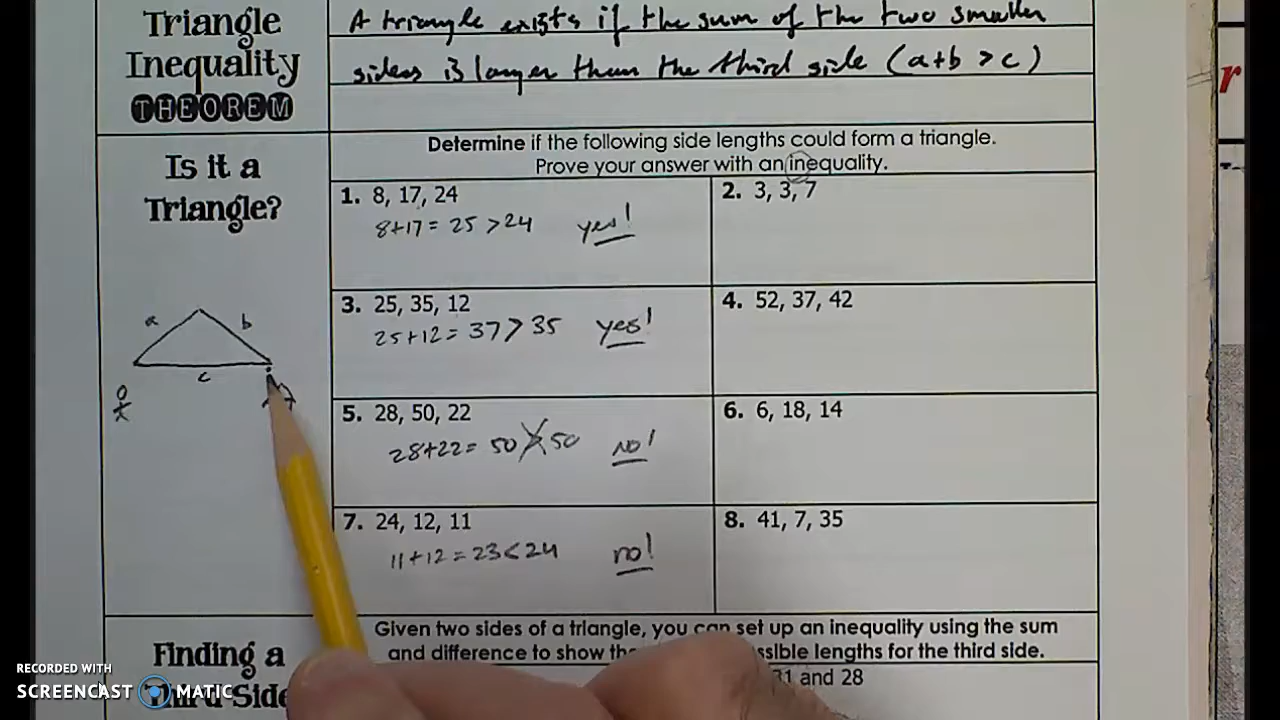 Triangle
Inequality
THEOREM
A triangle exists if the sum of the two smaller
sides is larger than the third side (a+b > c)
r
Determine if the following side lengths could form a triangle.
Prove your answer with an inequality.
Is it a
Triangle?
1. 8, 17, 24
8+17 = 25 > 24 yes!
2. 3, 3, 7
3. 25, 35, 12
25+12 = 37 > 35 yes!
4. 52, 37, 42
a b
c
5. 28, 50, 22
28+22 = 50 ≯ 50 no!
6. 6, 18, 14
7. 24, 12, 11
11+12 = 23 < 24 no!
8. 41, 7, 35
Finding a
Third Side
Given two sides of a triangle, you can set up an inequality using the sum
and difference to show the ssible lengths for the third side.
31 and 28
RECORDED WITH
SCREENCAST MATIC